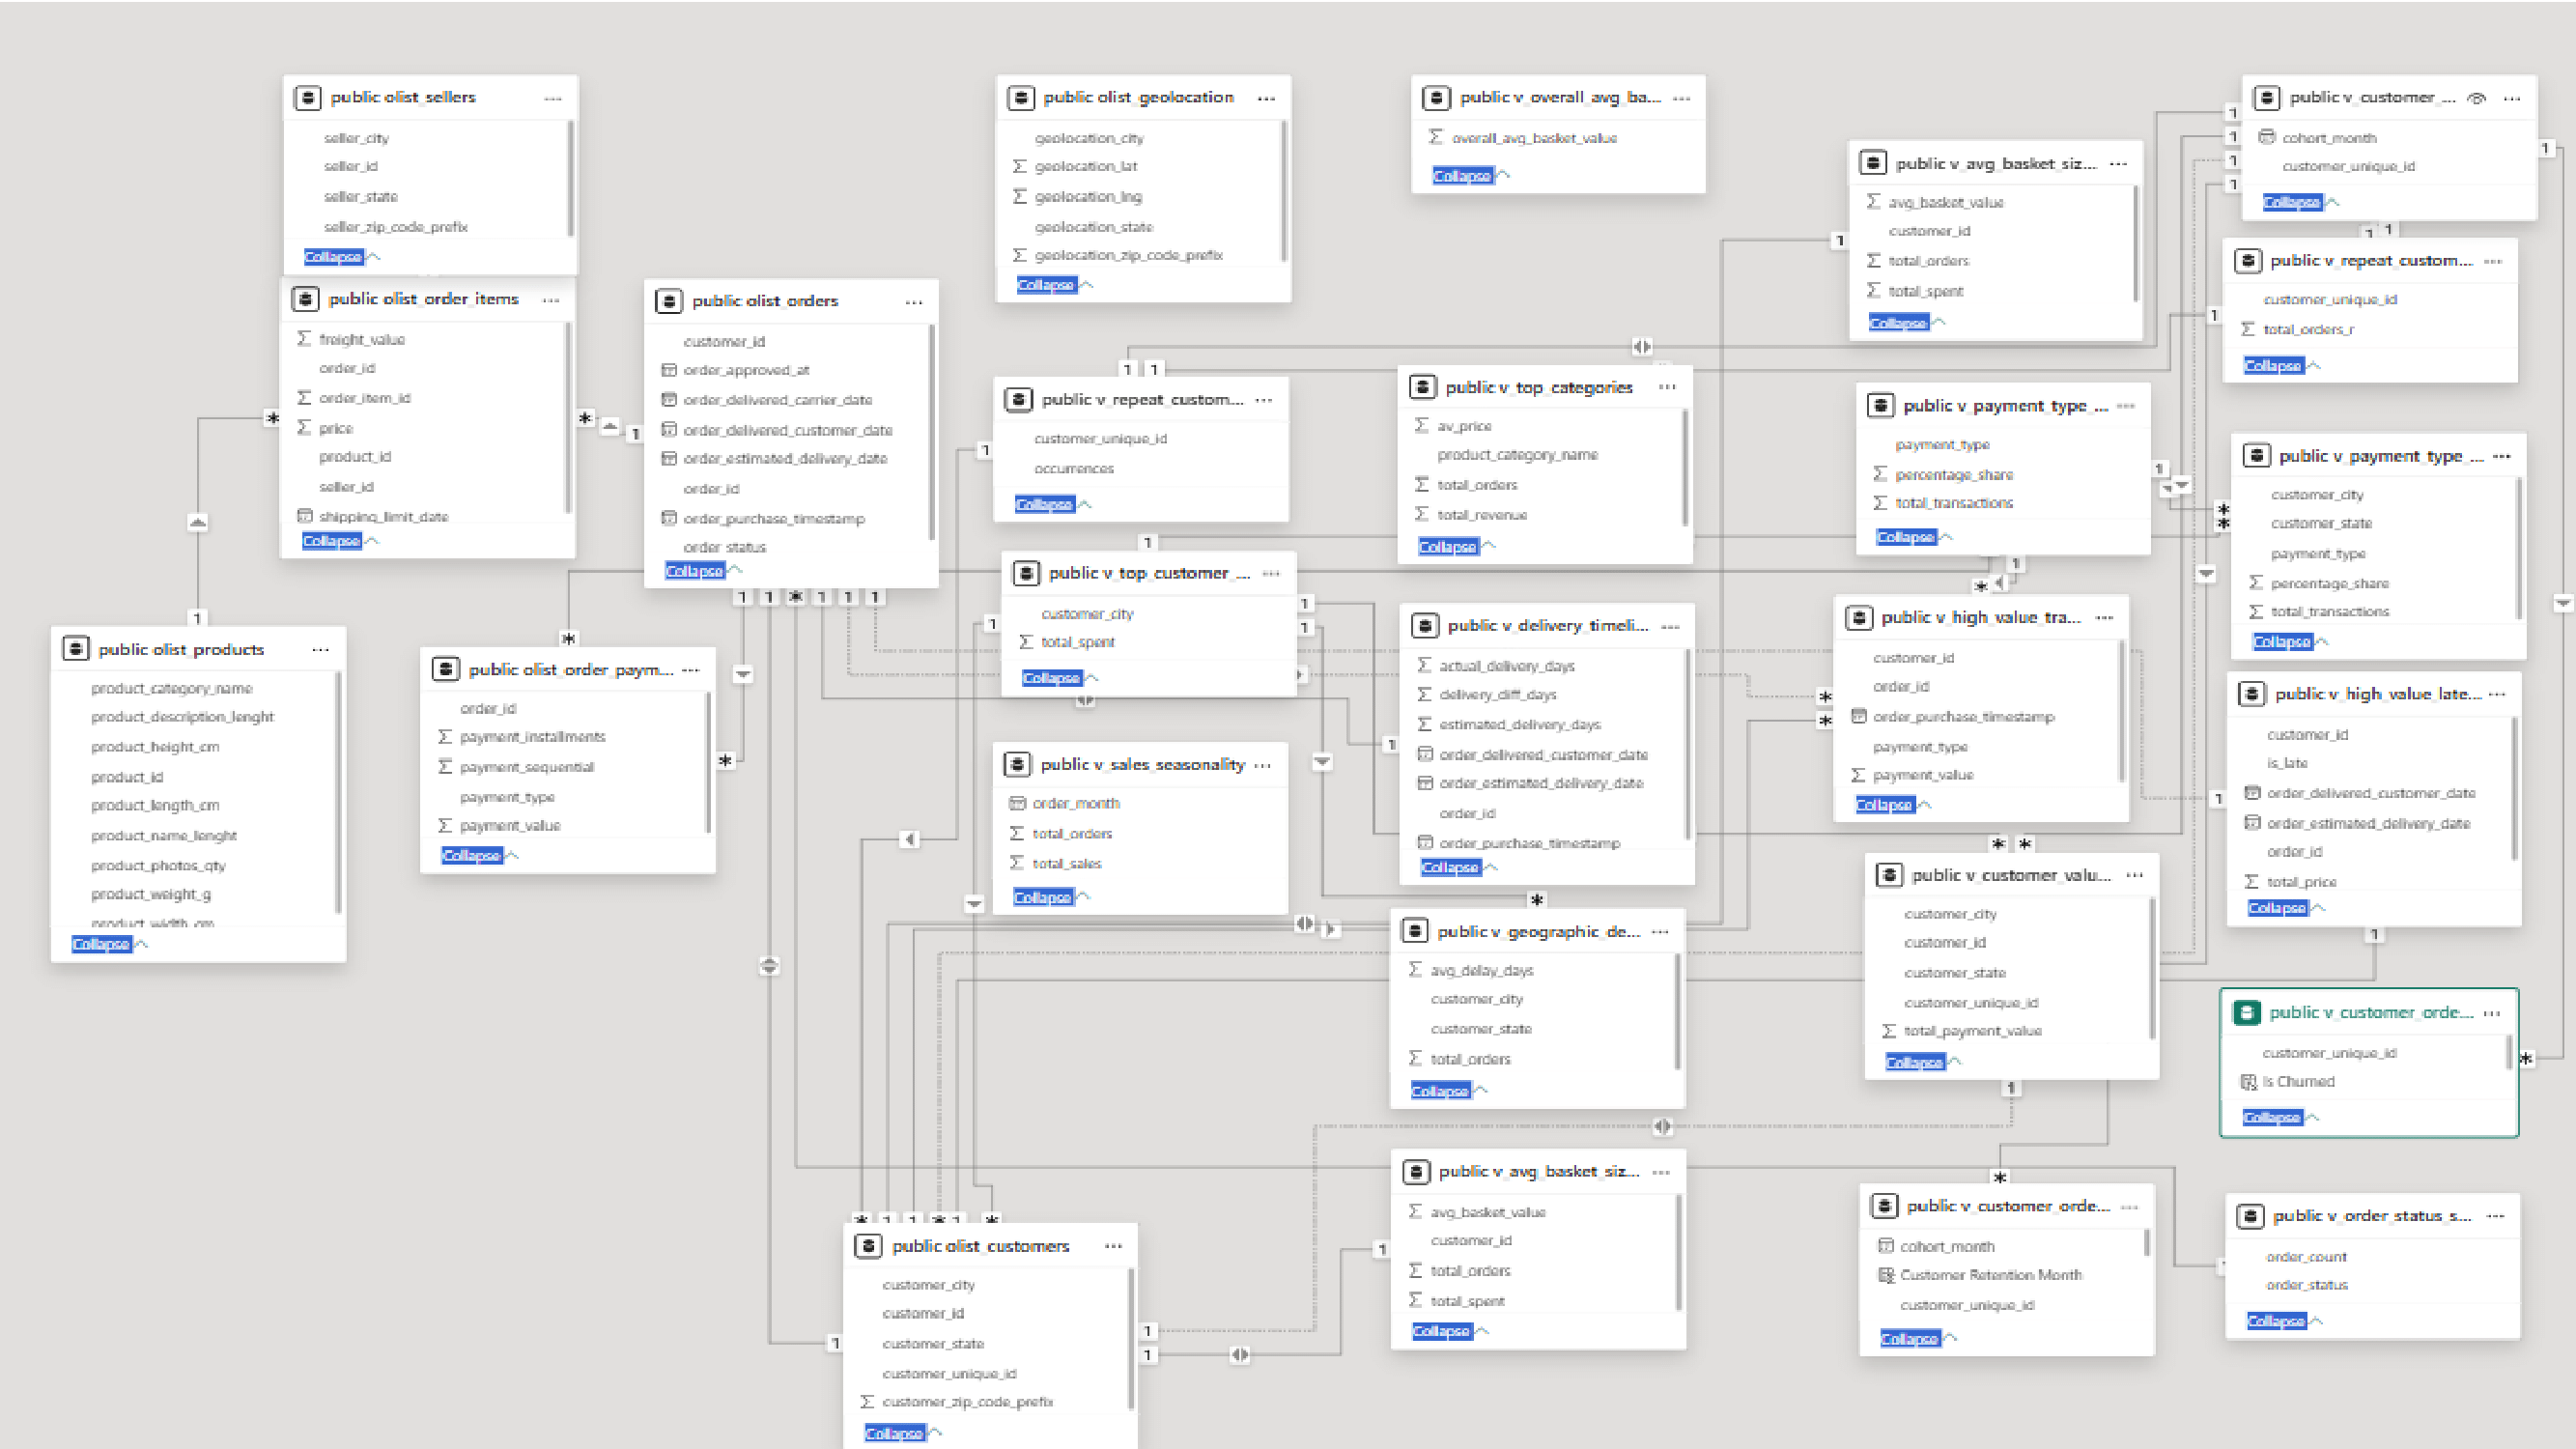 public olist_sellers
seller_city
seller_id
seller_state
seller_zip_code_prefix
Collapse
public olist_order_items
freight_value
order_id
order_item_id
price
product_id
seller_id
shipping_limit_date
Collapse
public olist_orders
customer_id
order_approved_at
order_delivered_carrier_date
order_delivered_customer_date
order_estimated_delivery_date
order_id
order_purchase_timestamp
order_status
Collapse
public olist_products
product_category_name
product_description_lenght
product_height_cm
product_id
product_length_cm
product_name_lenght
product_photos_qty
product_weight_g
product_width_cm
Collapse
public olist_order_paym...
order_id
payment_installments
payment_sequential
payment_type
payment_value
Collapse
public olist_geolocation
geolocation_city
geolocation_lat
geolocation_lng
geolocation_state
geolocation_zip_code_prefix
Collapse
public v_repeat_custom...
customer_unique_id
occurrences
Collapse
public v_top_customer_...
customer_city
total_spent
Collapse
public v_sales_seasonality
order_month
total_orders
total_sales
Collapse
public olist_customers
customer_city
customer_id
customer_state
customer_unique_id
customer_zip_code_prefix
Collapse
public v_overall_avg_ba...
overall_avg_basket_value
Collapse
public v_top_categories
av_price
product_category_name
total_orders
total_revenue
Collapse
public v_delivery_timeli...
actual_delivery_days
delivery_diff_days
estimated_delivery_days
order_delivered_customer_date
order_estimated_delivery_date
order_id
order_purchase_timestamp
Collapse
public v_geographic_de...
avg_delay_days
customer_city
customer_state
total_orders
Collapse
public v_avg_basket_siz...
avg_basket_value
customer_id
total_orders
total_spent
Collapse
public v_avg_basket_siz...
avg_basket_value
customer_id
total_orders
total_spent
Collapse
public v_payment_type_...
payment_type
percentage_share
total_transactions
Collapse
public v_high_value_tra...
customer_id
order_id
order_purchase_timestamp
payment_type
payment_value
Collapse
public v_customer_valu...
customer_city
customer_id
customer_state
customer_unique_id
total_payment_value
Collapse
public v_customer_orde...
cohort_month
Customer Retention Month
customer_unique_id
Collapse
public v_customer_...
cohort_month
customer_unique_id
Collapse
public v_repeat_custom...
customer_unique_id
total_orders_r
Collapse
public v_payment_type_...
customer_city
customer_state
payment_type
percentage_share
total_transactions
Collapse
public v_high_value_late...
customer_id
is_late
order_delivered_customer_date
order_estimated_delivery_date
order_id
total_price
Collapse
public v_customer_orde...
customer_unique_id
Is Churned
Collapse
public v_order_status_s...
order_count
order_status
Collapse